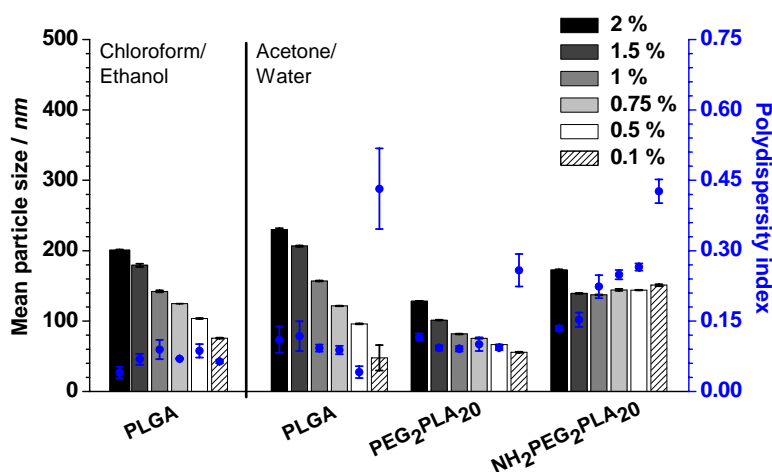 500
400
300
200
100
0
Mean particle size / nm
Chloroform/
Ethanol
Acetone/
Water
2 %
1.5 %
1 %
0.75 %
0.5 %
0.1 %
0.75
0.60
0.45
0.30
0.15
0.00
Polydispersity index
PLGA
PLGA
PEG₂PLA₂₀
NH₂PEG₂PLA₂₀